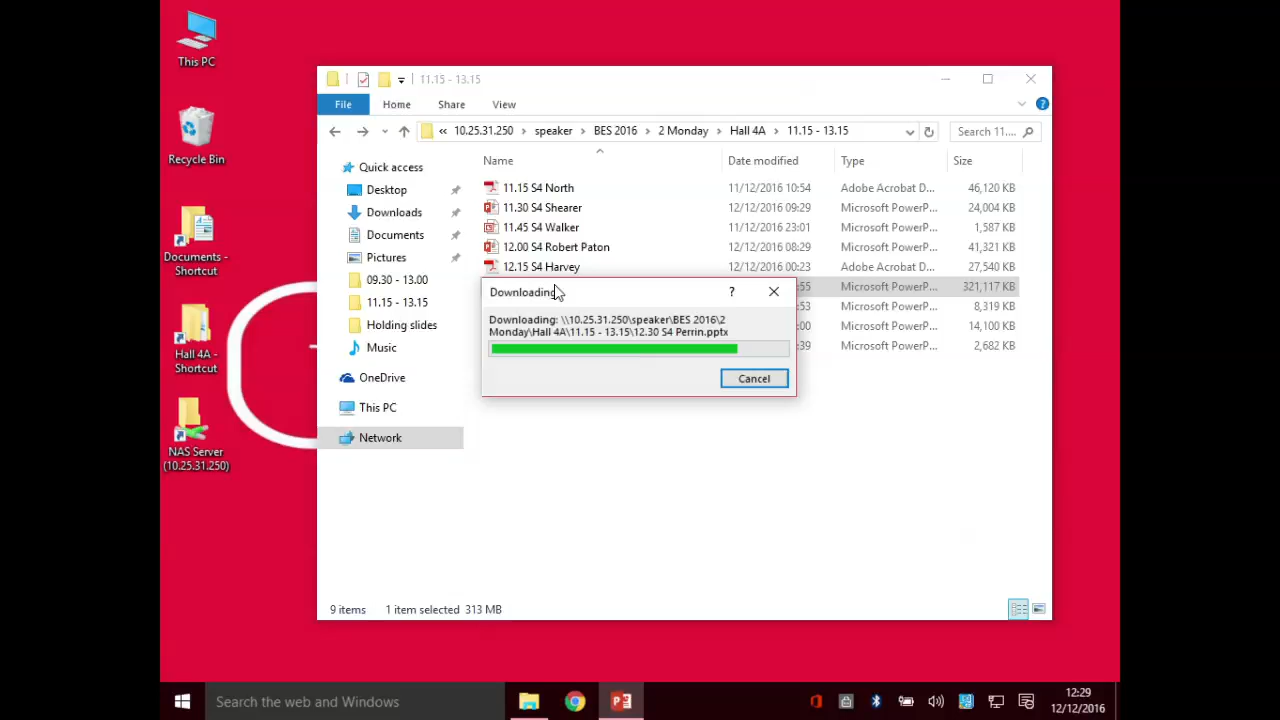 This PC
Recycle Bin
Documents -
Shortcut
Hall 4A -
Shortcut
NAS Server
(10.25.31.250)
11.15 - 13.15
File Home Share View
« 10.25.31.250 › speaker › BES 2016 › 2 Monday › Hall 4A › 11.15 - 13.15
Search 11....
Quick access
Desktop
Downloads
Documents
Pictures
09.30 - 13.00
11.15 - 13.15
Holding slides
Music
OneDrive
This PC
Network
Name Date modified Type Size
11.15 S4 North 11/12/2016 10:54 Adobe Acrobat D... 46,120 KB
11.30 S4 Shearer 12/12/2016 09:29 Microsoft PowerP... 24,004 KB
11.45 S4 Walker 11/12/2016 23:01 Microsoft PowerP... 1,587 KB
12.00 S4 Robert Paton 12/12/2016 08:29 Microsoft PowerP... 41,321 KB
12.15 S4 Harvey 12/12/2016 00:23 Adobe Acrobat D... 27,540 KB
:55 Microsoft PowerP... 321,117 KB
:53 Microsoft PowerP... 8,319 KB
:00 Microsoft PowerP... 14,100 KB
:39 Microsoft PowerP... 2,682 KB
Downloading
?
Downloading: \\10.25.31.250\speaker\BES 2016\2
Monday\Hall 4A\11.15 - 13.15\12.30 S4 Perrin.pptx
Cancel
9 items 1 item selected 313 MB
Search the web and Windows
12:29
12/12/2016